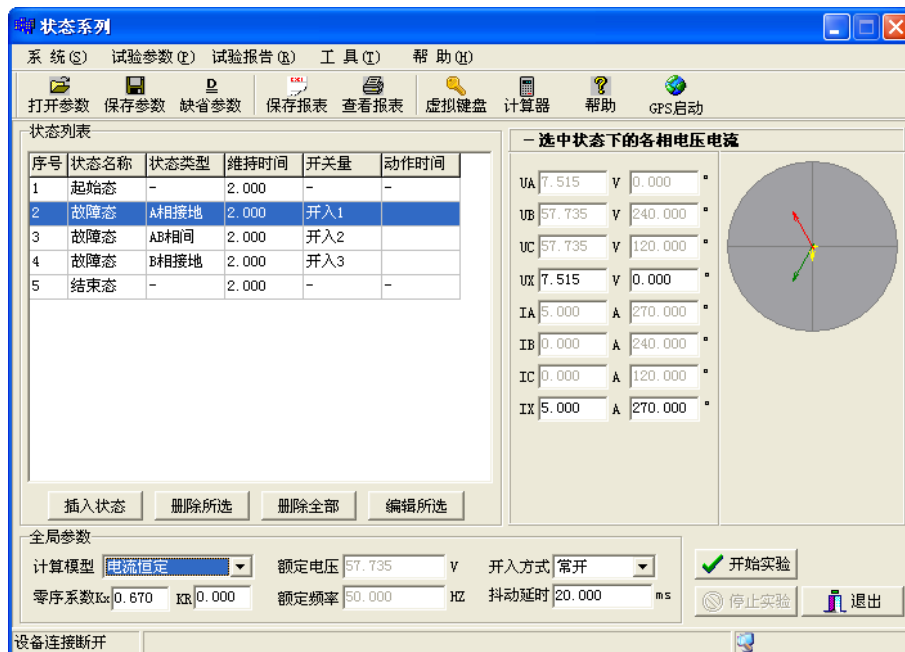 状态系列
系 统(S) 试验参数(P) 试验报告(R) 工 具(T) 帮 助(H)
打开参数 保存参数 D 缺省参数 保存报表 查看报表 虚拟键盘 计算器 帮助 GPS启动
状态列表
序号 状态名称 状态类型 维持时间 开关量 动作时间
1 起始态 - 2.000 - -
2 故障态 A相接地 2.000 开入1
3 故障态 AB相间 2.000 开入2
4 故障态 B相接地 2.000 开入3
5 结束态 - 2.000 - -
插入状态 删除所选 删除全部 编辑所选
－选中状态下的各相电压电流
UA 7.515 V 0.000 °
UB 57.735 V 240.000 °
UC 57.735 V 120.000 °
UX 7.515 V 0.000 °
IA 5.000 A 270.000 °
IB 0.000 A 240.000 °
IC 0.000 A 120.000 °
IX 5.000 A 270.000 °
全局参数
计算模型 电流恒定 额定电压 57.735 V 开入方式 常开
零序系数Kx 0.670 KR 0.000 额定频率 50.000 HZ 抖动延时 20.000 ms
开始实验
停止实验 退出
设备连接断开